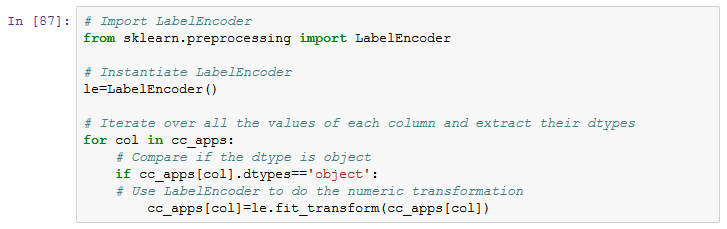 In [87]: # Import LabelEncoder
from sklearn.preprocessing import LabelEncoder

# Instantiate LabelEncoder
le=LabelEncoder()

# Iterate over all the values of each column and extract their dtypes
for col in cc_apps:
    # Compare if the dtype is object
    if cc_apps[col].dtypes=='object':
    # Use LabelEncoder to do the numeric transformation
        cc_apps[col]=le.fit_transform(cc_apps[col])